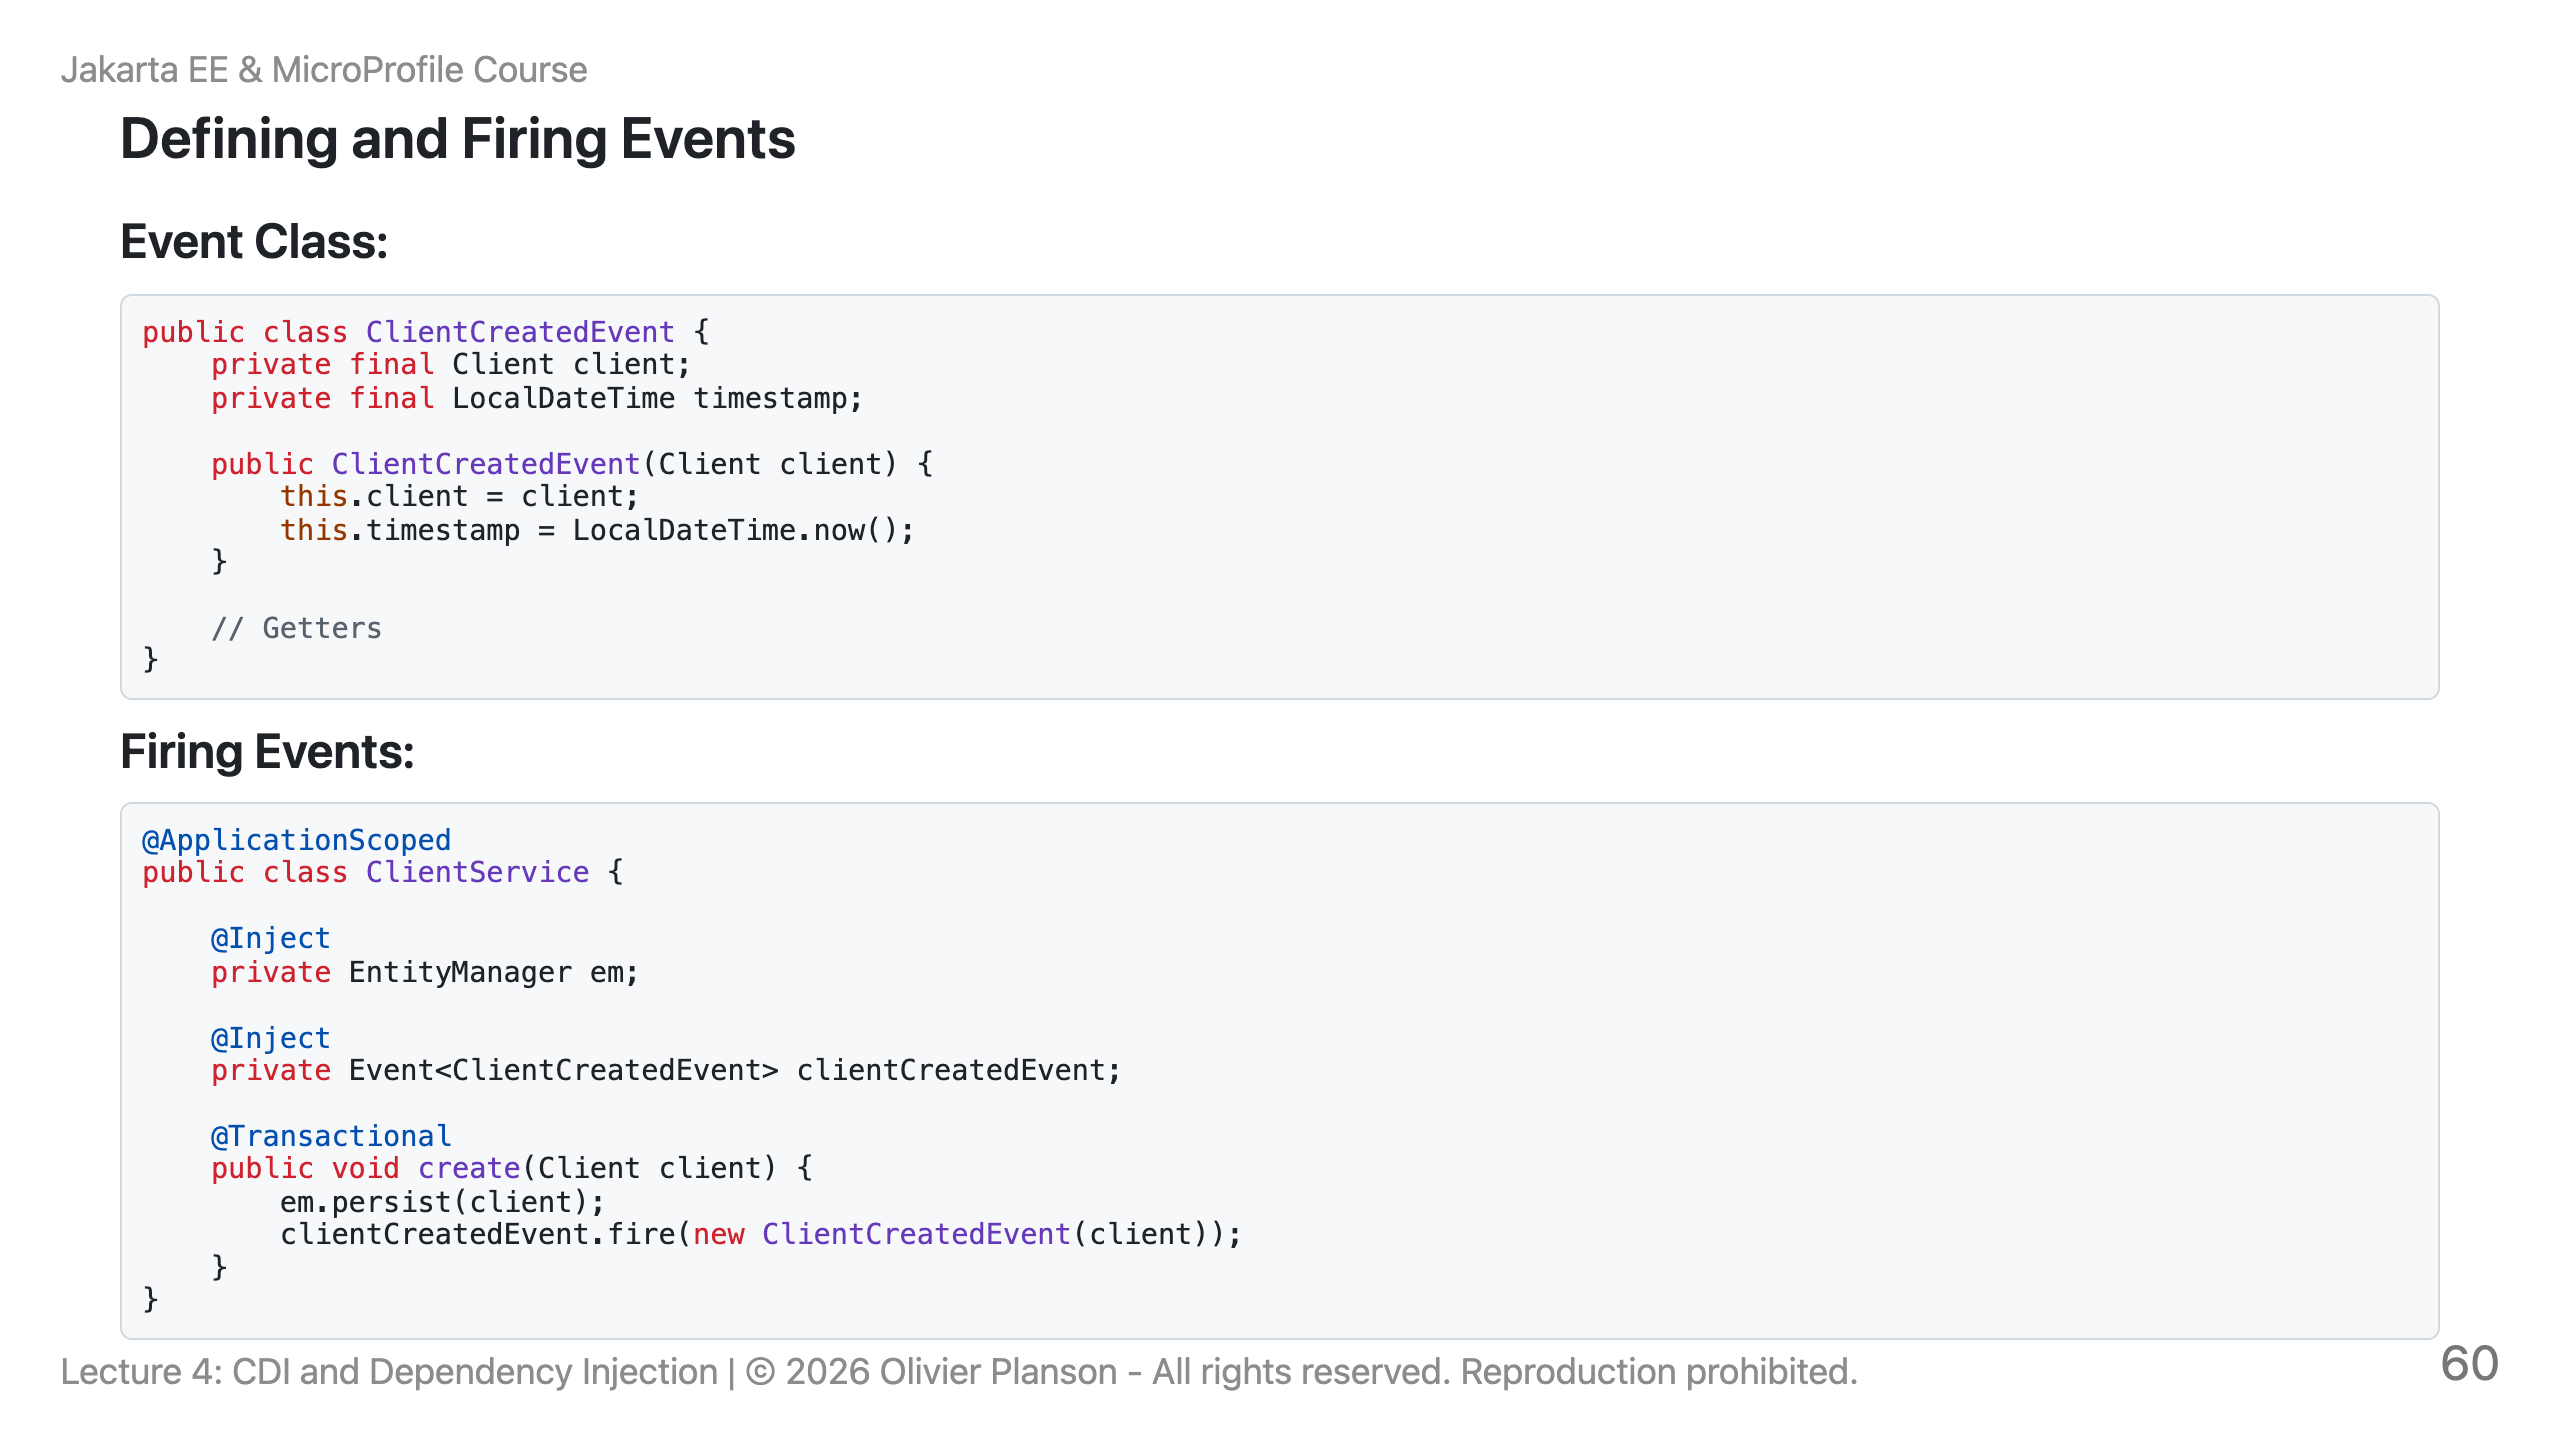 Jakarta EE & MicroProfile Course
Defining and Firing Events
Event Class:
public class ClientCreatedEvent {
    private final Client client;
    private final LocalDateTime timestamp;

    public ClientCreatedEvent(Client client) {
        this.client = client;
        this.timestamp = LocalDateTime.now();
    }

    // Getters
}
Firing Events:
@ApplicationScoped
public class ClientService {

    @Inject
    private EntityManager em;

    @Inject
    private Event<ClientCreatedEvent> clientCreatedEvent;

    @Transactional
    public void create(Client client) {
        em.persist(client);
        clientCreatedEvent.fire(new ClientCreatedEvent(client));
    }
}
Lecture 4: CDI and Dependency Injection | © 2026 Olivier Planson - All rights reserved. Reproduction prohibited.
60